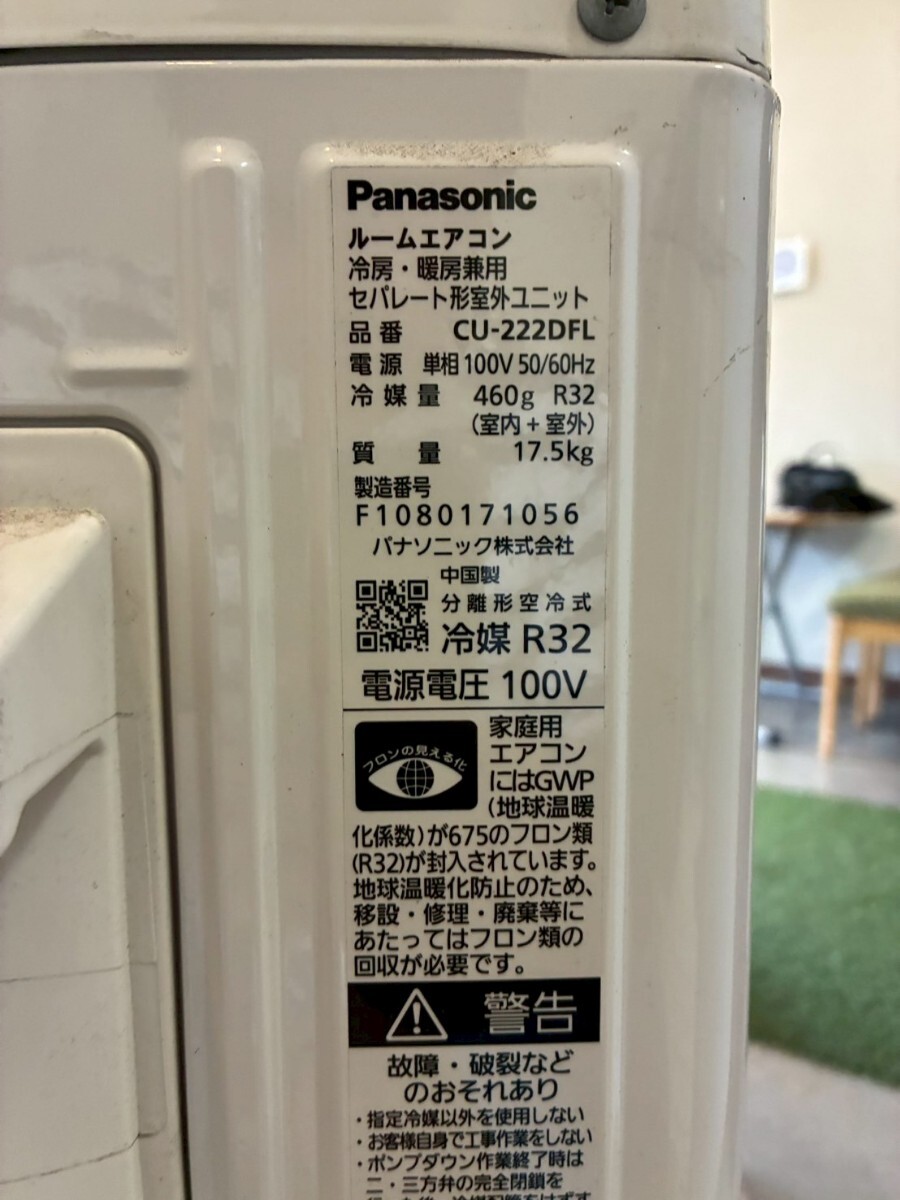 Panasonic
ルームエアコン
冷房・暖房兼用
セパレート形室外ユニット
品番 CU-222DFL
電源 単相100V 50/60Hz
冷媒量 460g R32
(室内+室外)
質量 17.5kg
製造番号
F1080171056
パナソニック株式会社
中国製
分離形空冷式
冷媒 R32
電源電圧 100V
フロンの見える化
家庭用
エアコン
にはGWP
(地球温暖
化係数)が675のフロン類
(R32)が封入されています。
地球温暖化防止のため、
移設・修理・廃棄等に
あたってはフロン類の
回収が必要です。
警告
故障・破裂など
のおそれあり
・指定冷媒以外を使用しない
・お客様自身で工事作業をしない
・ポンプダウン作業終了時は
二・三方弁の完全閉鎖を